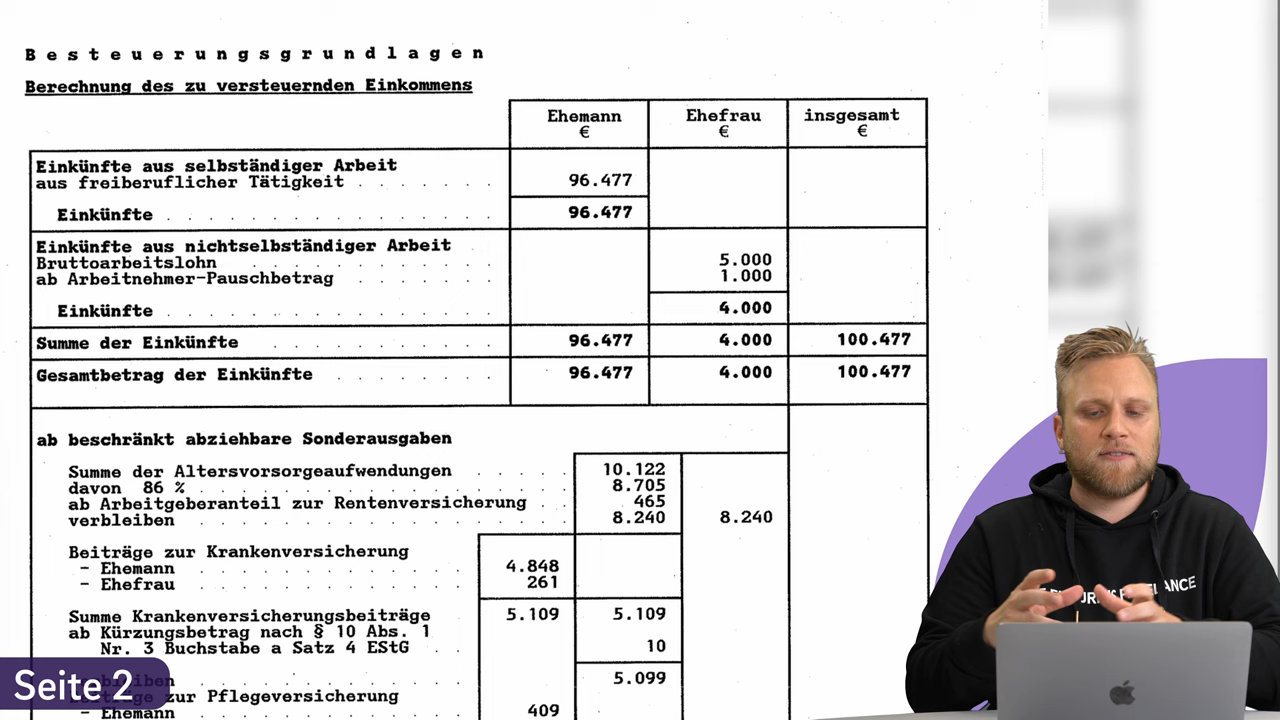 Besteuerungsgrundlagen
Berechnung des zu versteuernden Einkommens
Ehemann Ehefrau insgesamt
€ € €
Einkünfte aus selbständiger Arbeit
aus freiberuflicher Tätigkeit . . . . . . . 96.477
Einkünfte . . . . . . . . . . . . . . . . 96.477
Einkünfte aus nichtselbständiger Arbeit
Bruttoarbeitslohn . . . . . . . . . . . . . 5.000
ab Arbeitnehmer-Pauschbetrag . . . . . . . 1.000
Einkünfte . . . . . . . . . . . . . . . . 4.000
Summe der Einkünfte . . . . . . . . . . . 96.477 4.000 100.477
Gesamtbetrag der Einkünfte . . . . . . . . 96.477 4.000 100.477
ab beschränkt abziehbare Sonderausgaben
Summe der Altersvorsorgeaufwendungen . . . . . 10.122
davon 86 % . . . . . . . . . . . . . . . . . . 8.705
ab Arbeitgeberanteil zur Rentenversicherung . 465
verbleiben . . . . . . . . . . . . . . . . . . 8.240 8.240
Beiträge zur Krankenversicherung
- Ehemann . . . . . . . . . . . . . 4.848
- Ehefrau . . . . . . . . . . . . . 261
Summe Krankenversicherungsbeiträge 5.109 5.109
ab Kürzungsbetrag nach § 10 Abs. 1
Nr. 3 Buchstabe a Satz 4 EStG . . 10
5.099
zur Pflegeversicherung
- Ehemann . . . . . . . . . . . . . 409
Seite 2